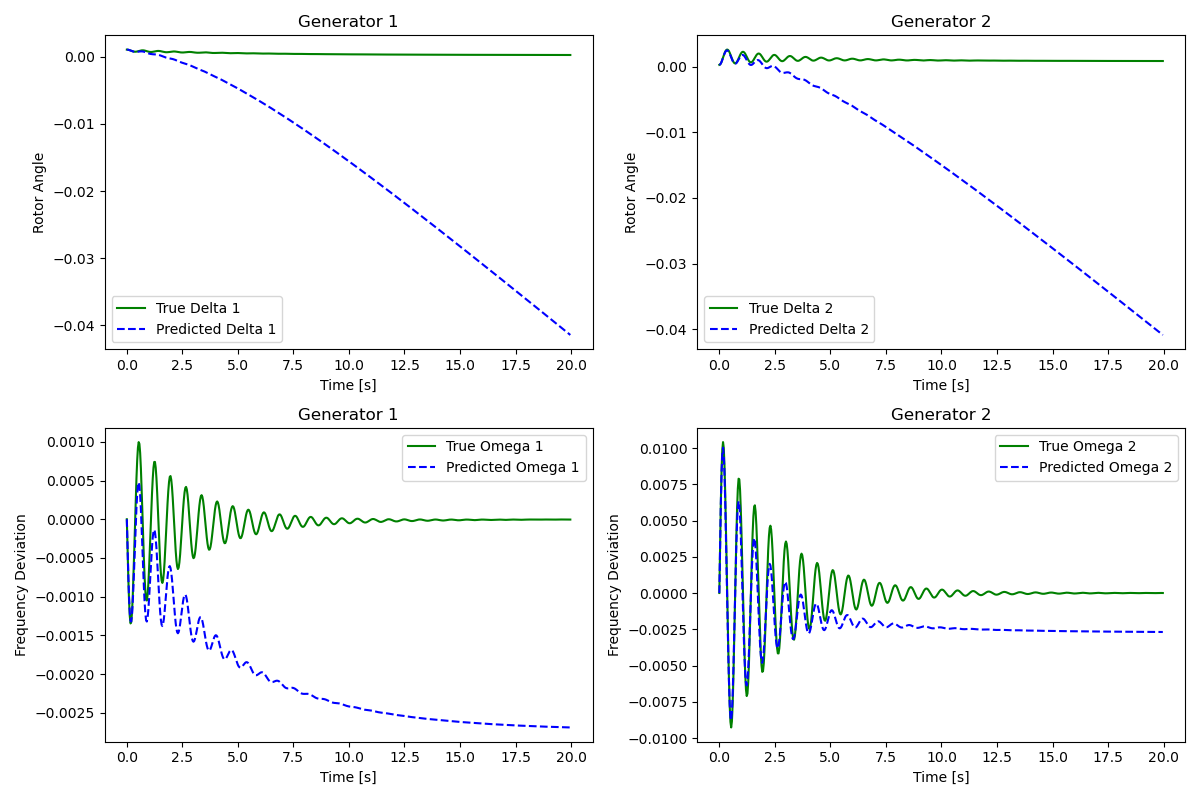 Generator 1
0.00
−0.01
−0.02
−0.03
−0.04
Rotor Angle
True Delta 1
Predicted Delta 1
0.0 2.5 5.0 7.5 10.0 12.5 15.0 17.5 20.0
Time [s]
Generator 2
0.00
−0.01
−0.02
−0.03
−0.04
Rotor Angle
True Delta 2
Predicted Delta 2
0.0 2.5 5.0 7.5 10.0 12.5 15.0 17.5 20.0
Time [s]
Generator 1
0.0010
0.0005
0.0000
−0.0005
−0.0010
−0.0015
−0.0020
−0.0025
Frequency Deviation
True Omega 1
Predicted Omega 1
0.0 2.5 5.0 7.5 10.0 12.5 15.0 17.5 20.0
Time [s]
Generator 2
0.0100
0.0075
0.0050
0.0025
0.0000
−0.0025
−0.0050
−0.0075
−0.0100
Frequency Deviation
True Omega 2
Predicted Omega 2
0.0 2.5 5.0 7.5 10.0 12.5 15.0 17.5 20.0
Time [s]